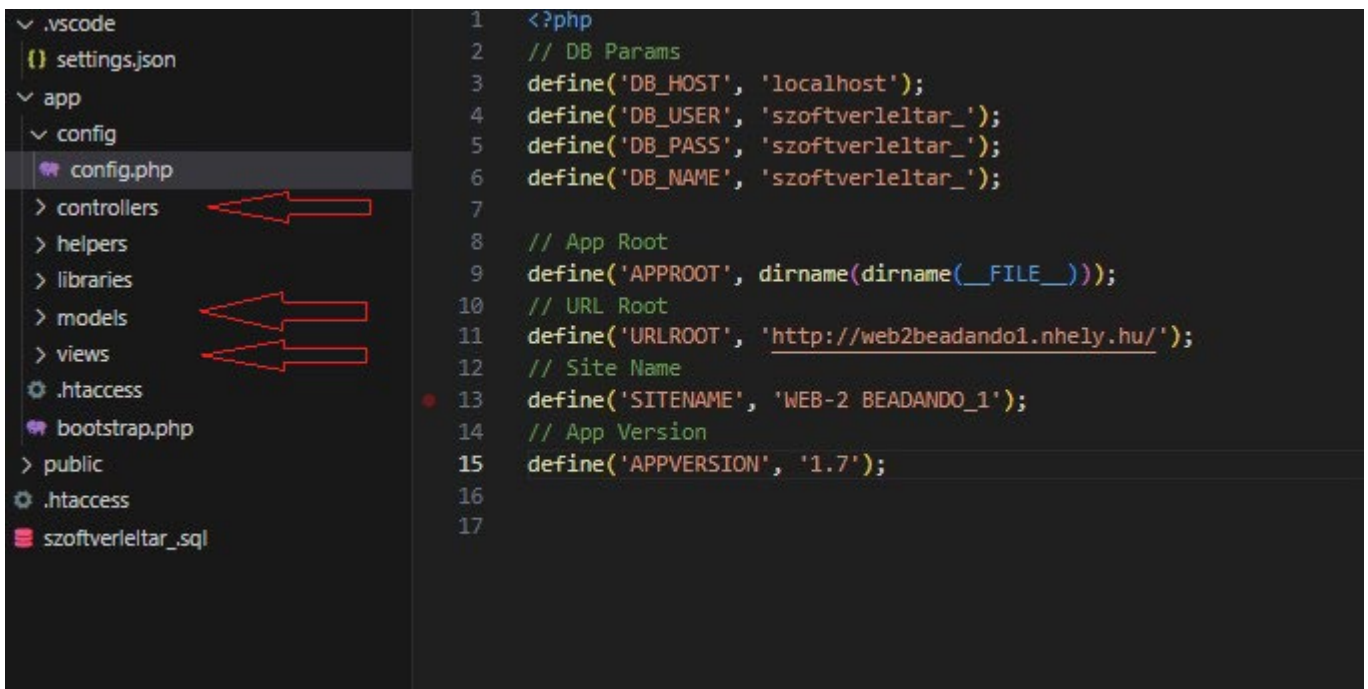 .vscode
{} settings.json
app
config
config.php
controllers
helpers
libraries
models
views
.htaccess
bootstrap.php
public
.htaccess
szoftverleltar_.sql
1 <?php
2 // DB Params
3 define('DB_HOST', 'localhost');
4 define('DB_USER', 'szoftverleltar_');
5 define('DB_PASS', 'szoftverleltar_');
6 define('DB_NAME', 'szoftverleltar_');
7
8 // App Root
9 define('APPROOT', dirname(dirname(__FILE__)));
10 // URL Root
11 define('URLROOT', 'http://web2beadando1.nhely.hu/');
12 // Site Name
13 define('SITENAME', 'WEB-2 BEADANDO_1');
14 // App Version
15 define('APPVERSION', '1.7');
16
17